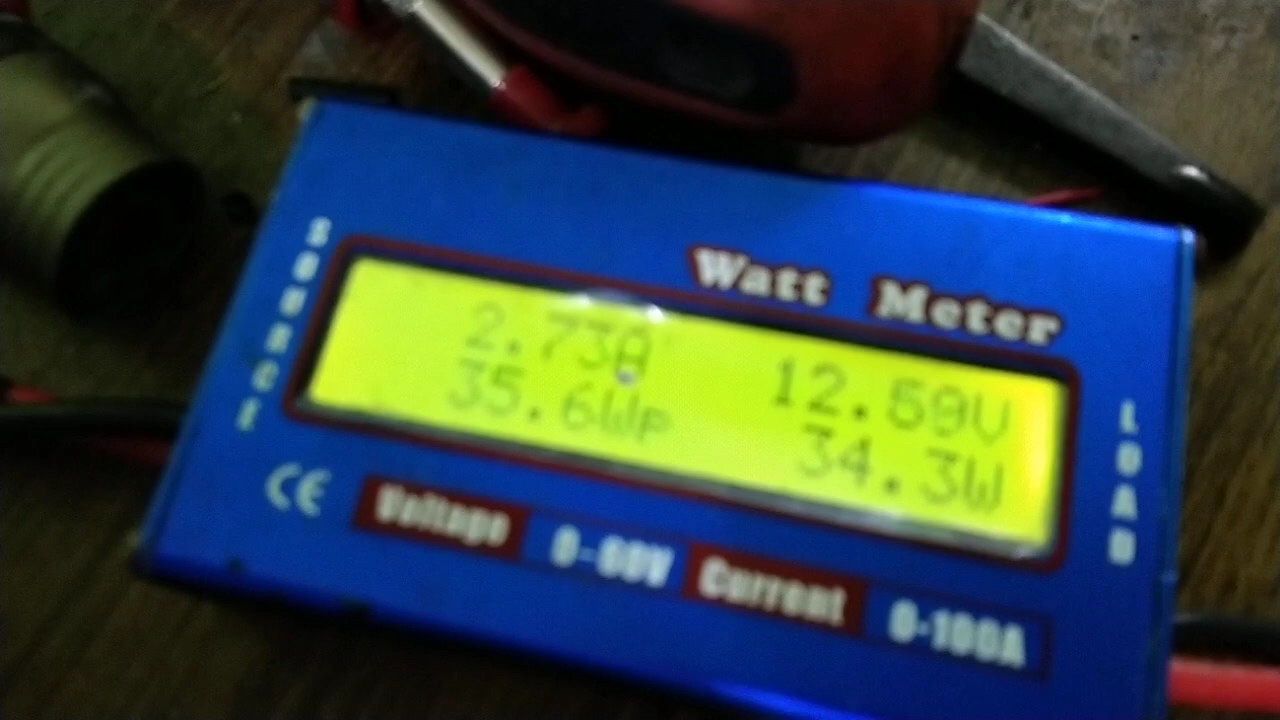 SOURCE
Watt Meter
2.73A 12.59V
35.6Wp 34.3W
LOAD
CE
Voltage 0-60V Current 0-100A